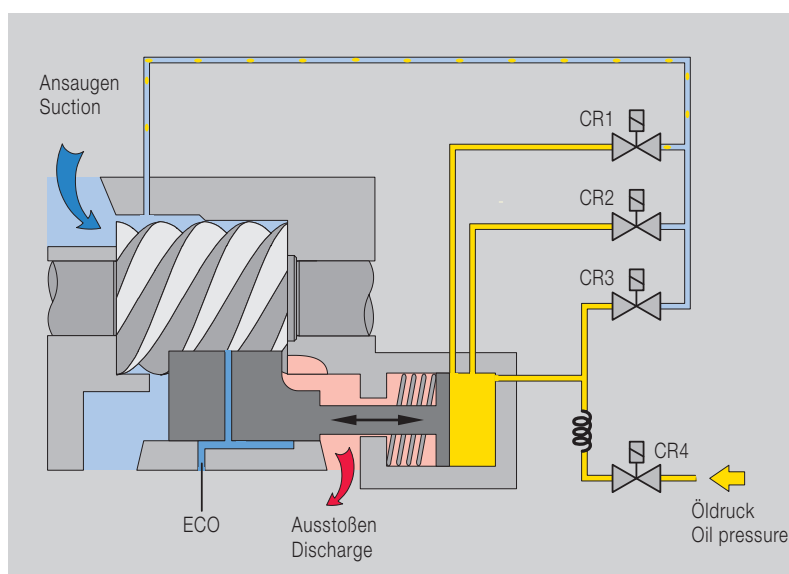 Ansaugen
Suction
CR1
CR2
CR3
CR4
Öldruck
Oil pressure
ECO
Ausstoßen
Discharge